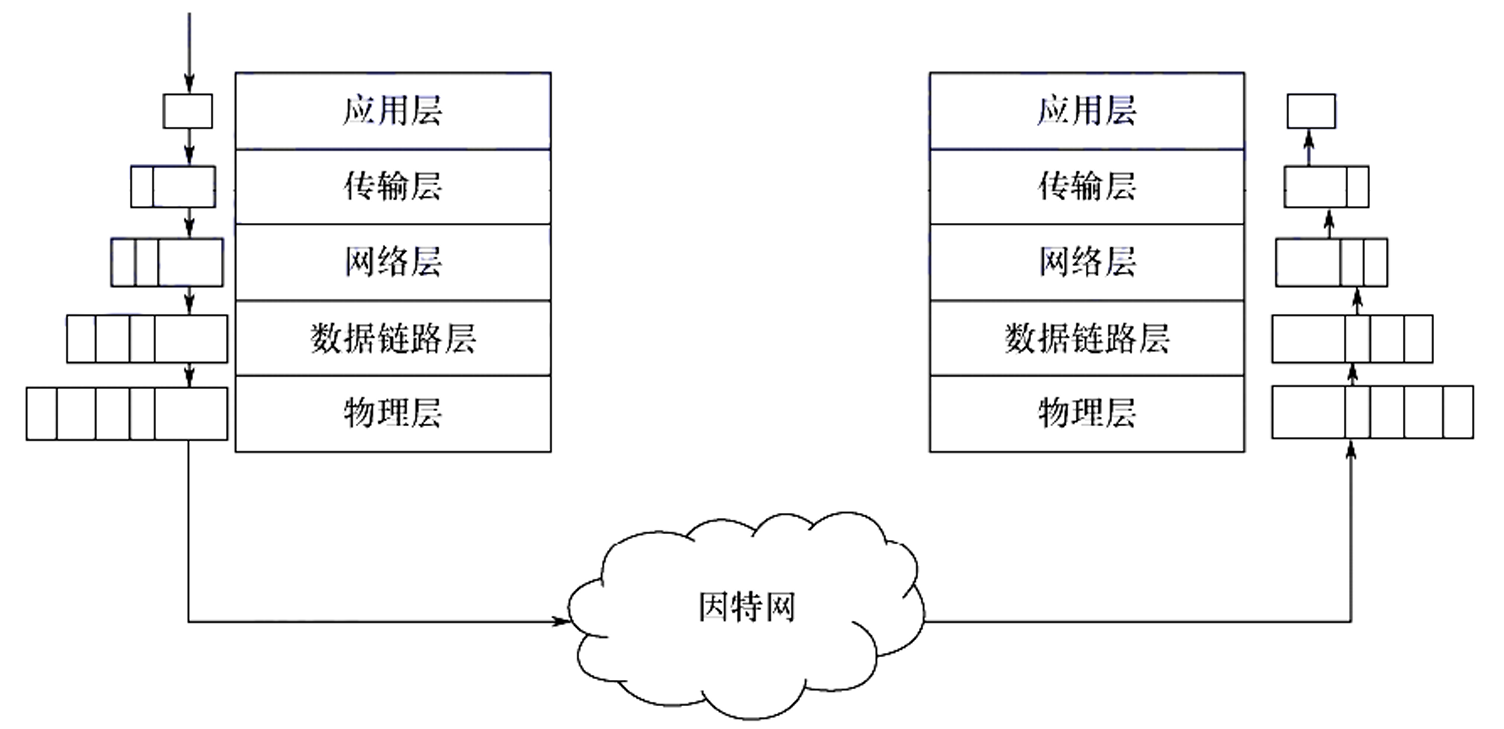 应用层
传输层
网络层
数据链路层
物理层
应用层
传输层
网络层
数据链路层
物理层
因特网